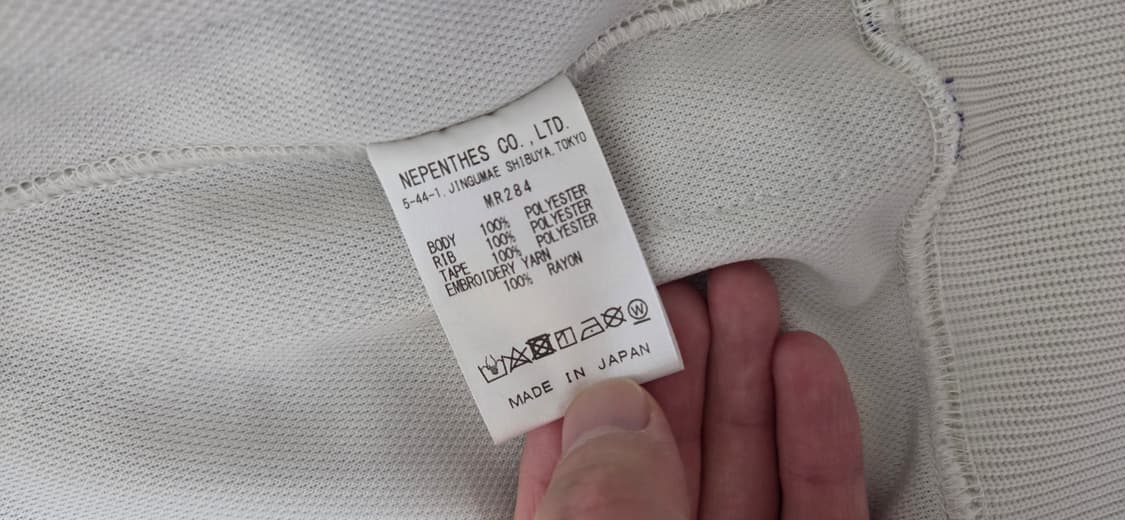 NEPENTHES CO.,LTD.
5-44-1, JINGUMAE SHIBUYA, TOKYO
MR284
BODY 100% POLYESTER
RIB 100% POLYESTER
TAPE 100% POLYESTER
EMBROIDERY YARN
100% RAYON
W
MADE IN JAPAN